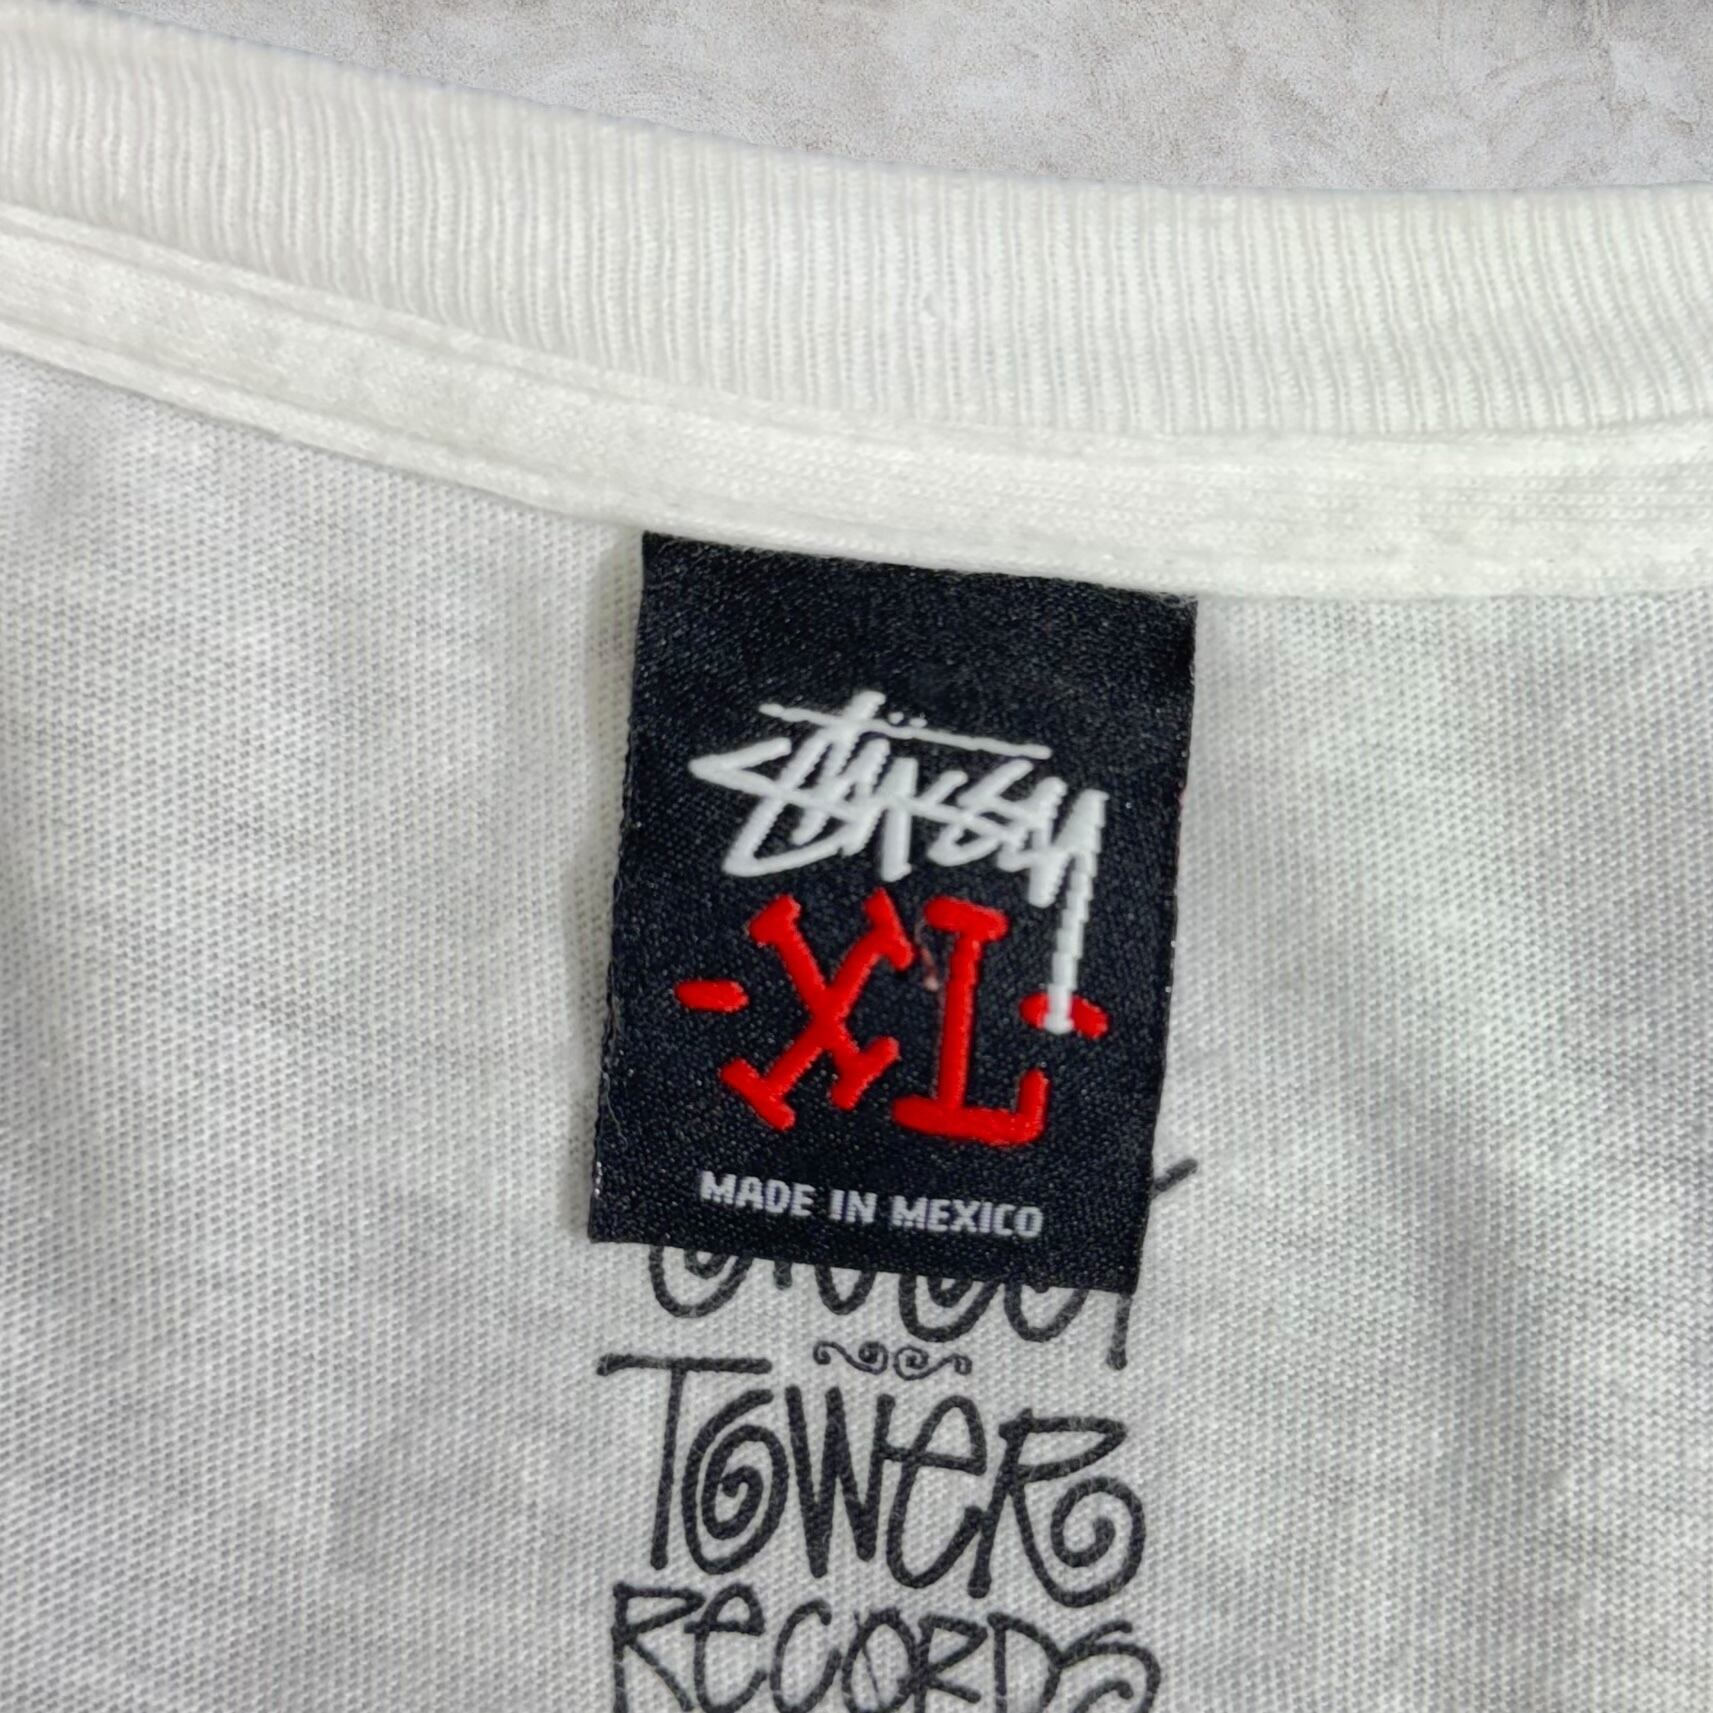 Stüssy
-XL-
MADE IN MEXICO
TOWER
RECORDS